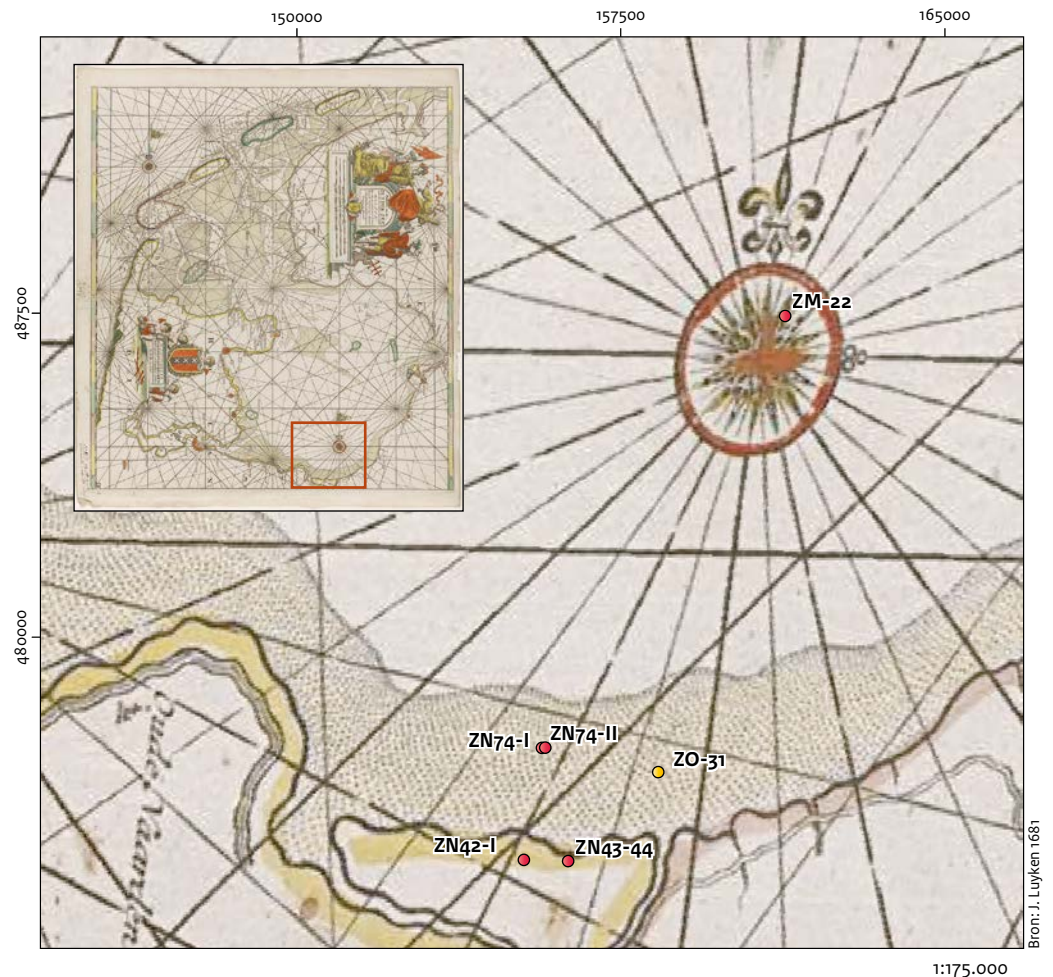 150000
157500
165000
487500
480000
ZM-22
ZN74-I
ZN74-II
ZO-31
ZN42-I
ZN43-44
Oude Naarden
Bron: J. Luyken 1681
1:175.000